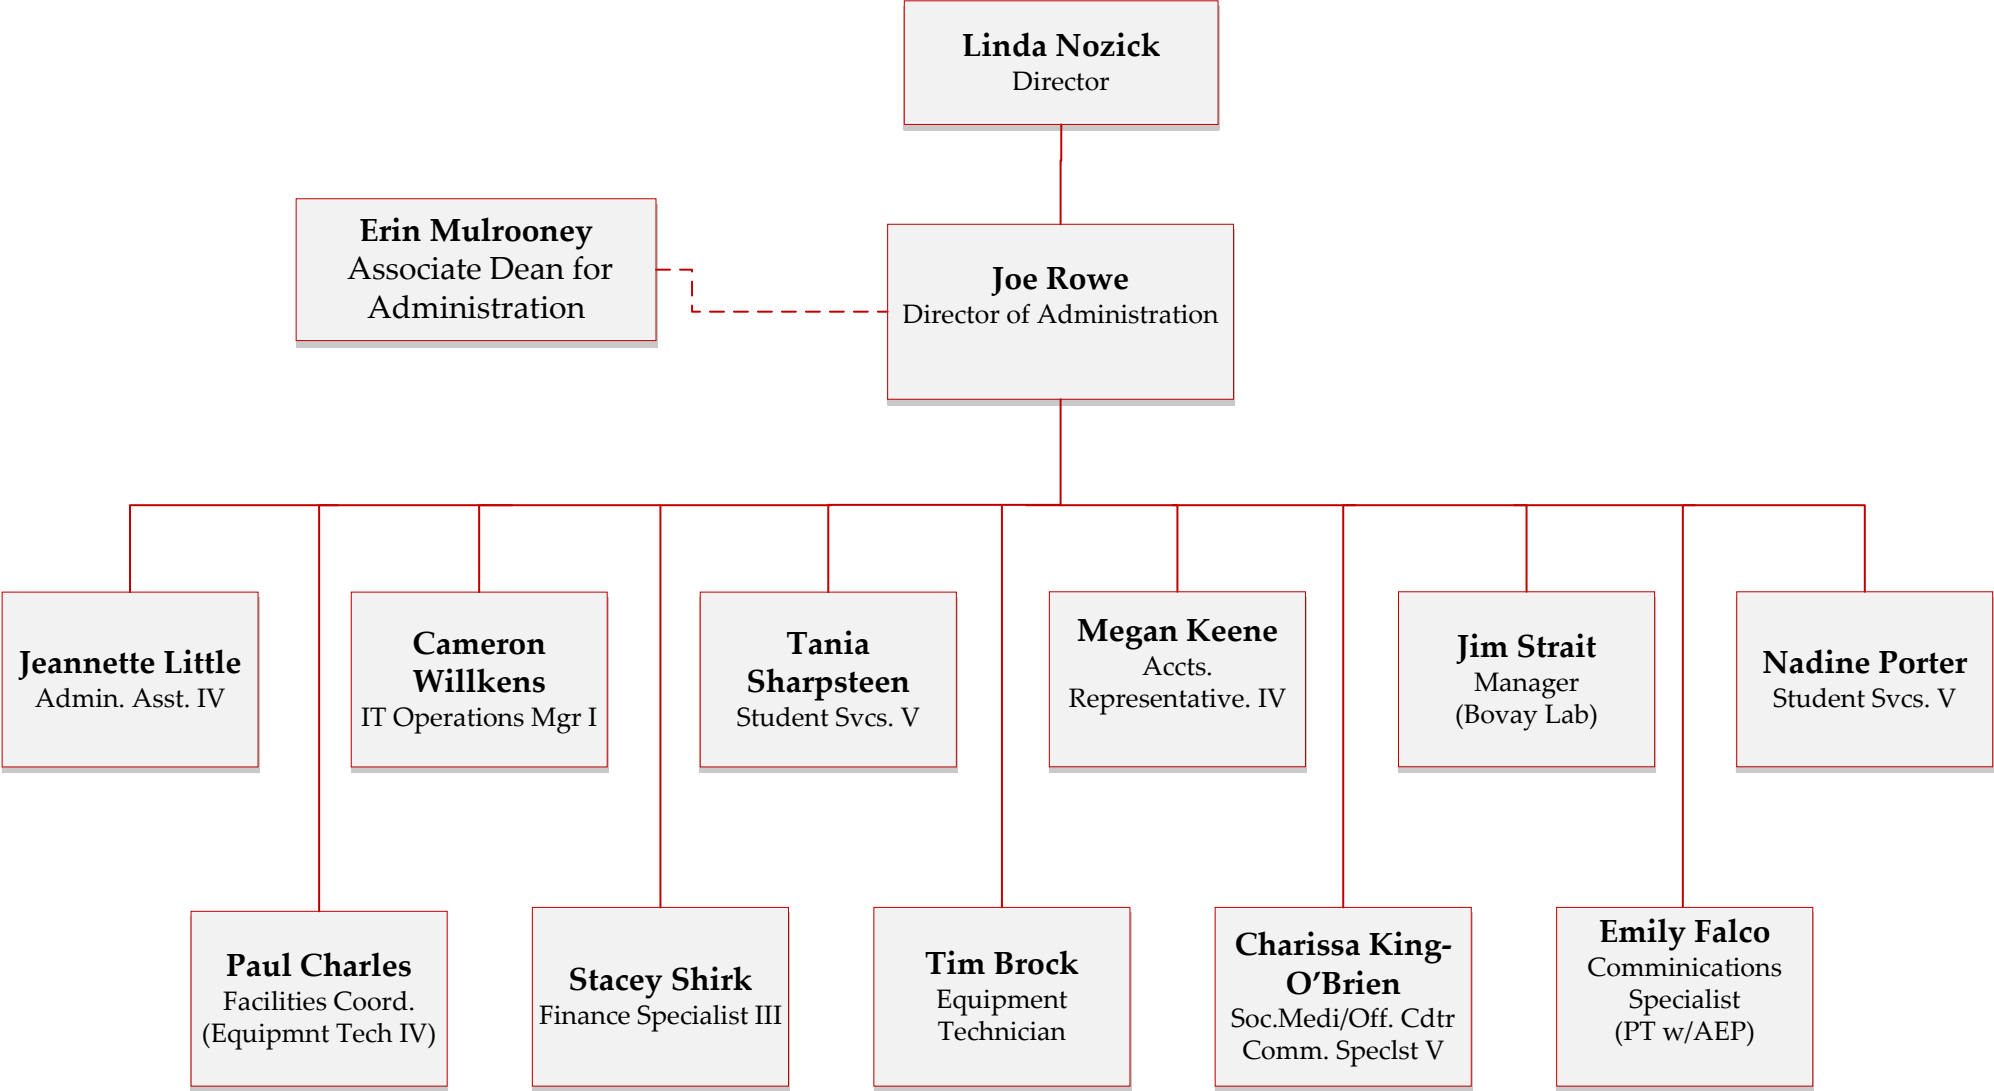 Linda Nozick
Director
Erin Mulrooney
Associate Dean for
Administration
Joe Rowe
Director of Administration
Jeannette Little
Admin. Asst. IV
Cameron
Willkens
IT Operations Mgr I
Tania
Sharpsteen
Student Svcs. V
Megan Keene
Accts.
Representative. IV
Jim Strait
Manager
(Bovay Lab)
Nadine Porter
Student Svcs. V
Paul Charles
Facilities Coord.
(Equipmnt Tech IV)
Stacey Shirk
Finance Specialist III
Tim Brock
Equipment
Technician
Charissa King-
O’Brien
Soc.Medi/Off. Cdtr
Comm. Speclst V
Emily Falco
Comminications
Specialist
(PT w/AEP)